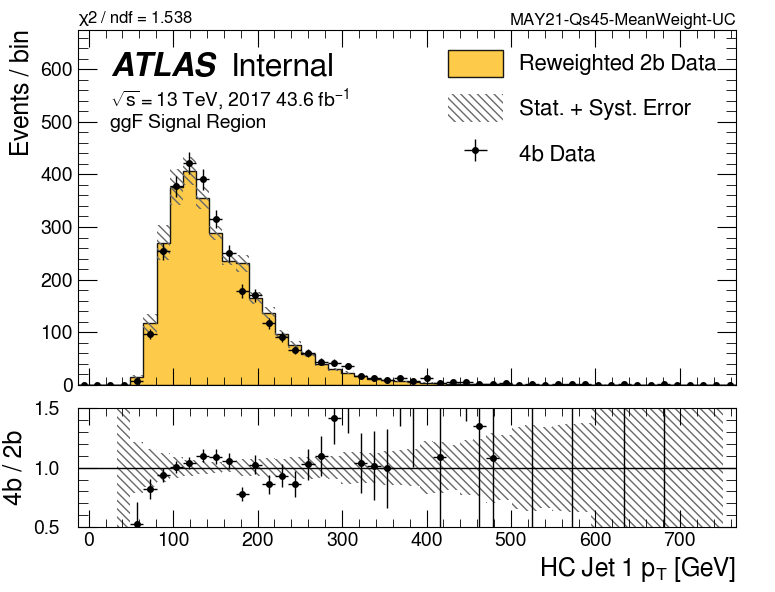 χ2 / ndf = 1.538
MAY21-Qs45-MeanWeight-UC
Events / bin
600
500
400
300
200
100
0
ATLAS Internal
√s = 13 TeV, 2017 43.6 fb⁻¹
ggF Signal Region
Reweighted 2b Data
Stat. + Syst. Error
4b Data
4b / 2b
1.5
1.0
0.5
0 100 200 300 400 500 600 700
HC Jet 1 p_T [GeV]